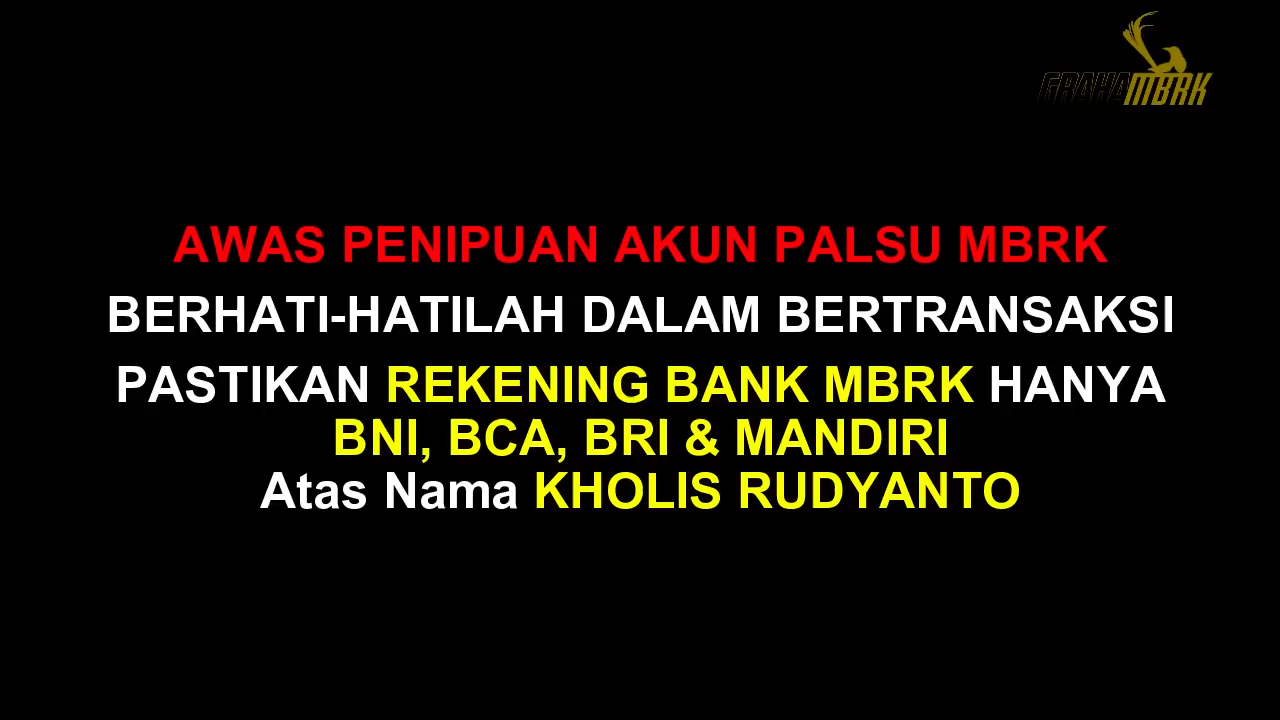 GRAHAMBRK
AWAS PENIPUAN AKUN PALSU MBRK
BERHATI-HATILAH DALAM BERTRANSAKSI
PASTIKAN REKENING BANK MBRK HANYA
BNI, BCA, BRI & MANDIRI
Atas Nama KHOLIS RUDYANTO